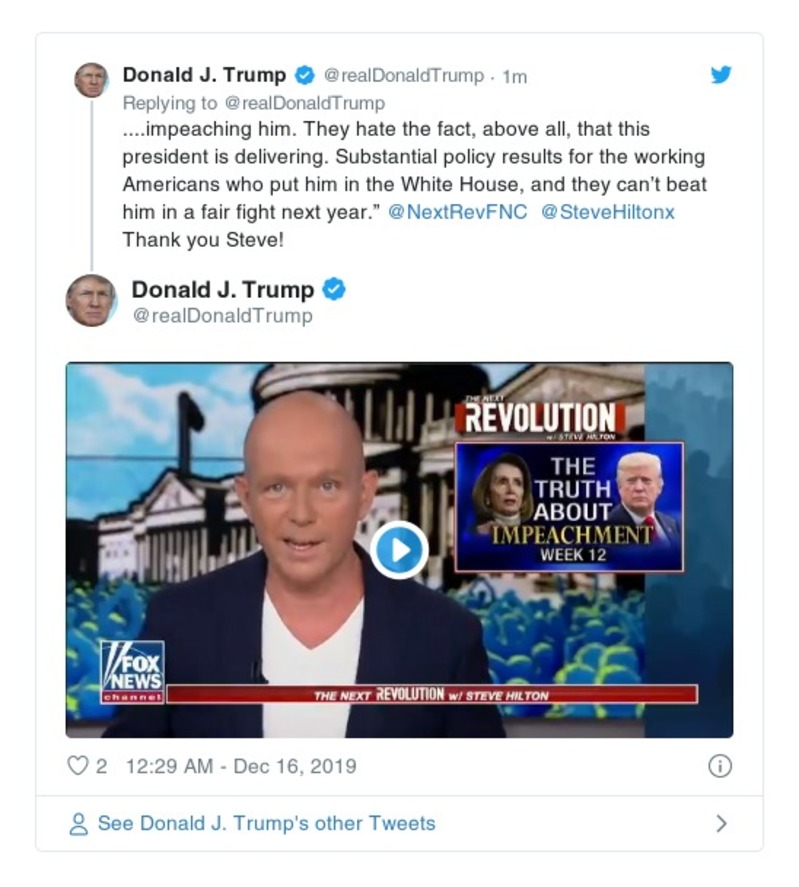 Donald J. Trump @realDonaldTrump · 1m
Replying to @realDonaldTrump
....impeaching him. They hate the fact, above all, that this
president is delivering. Substantial policy results for the working
Americans who put him in the White House, and they can’t beat
him in a fair fight next year.” @NextRevFNC @SteveHiltonx
Thank you Steve!
Donald J. Trump
@realDonaldTrump
THE NEXT
REVOLUTION
w/ STEVE HILTON
THE
TRUTH
ABOUT
IMPEACHMENT
WEEK 12
FOX
NEWS
channel
THE NEXT REVOLUTION w/ STEVE HILTON
2 12:29 AM - Dec 16, 2019
See Donald J. Trump's other Tweets